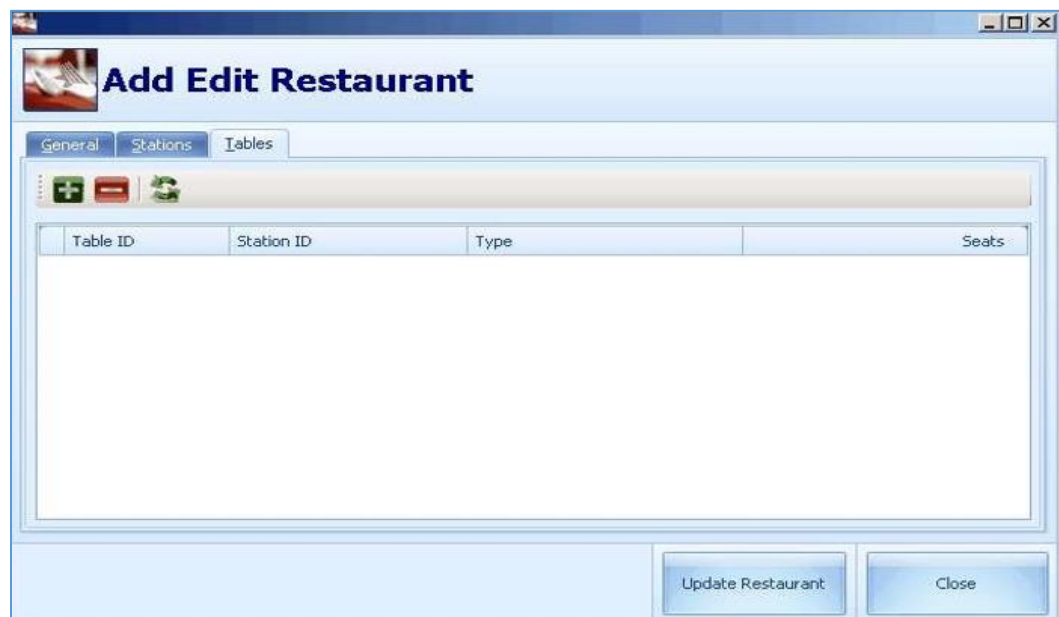 Add Edit Restaurant
General Stations Tables
Table ID Station ID Type Seats
Update Restaurant Close